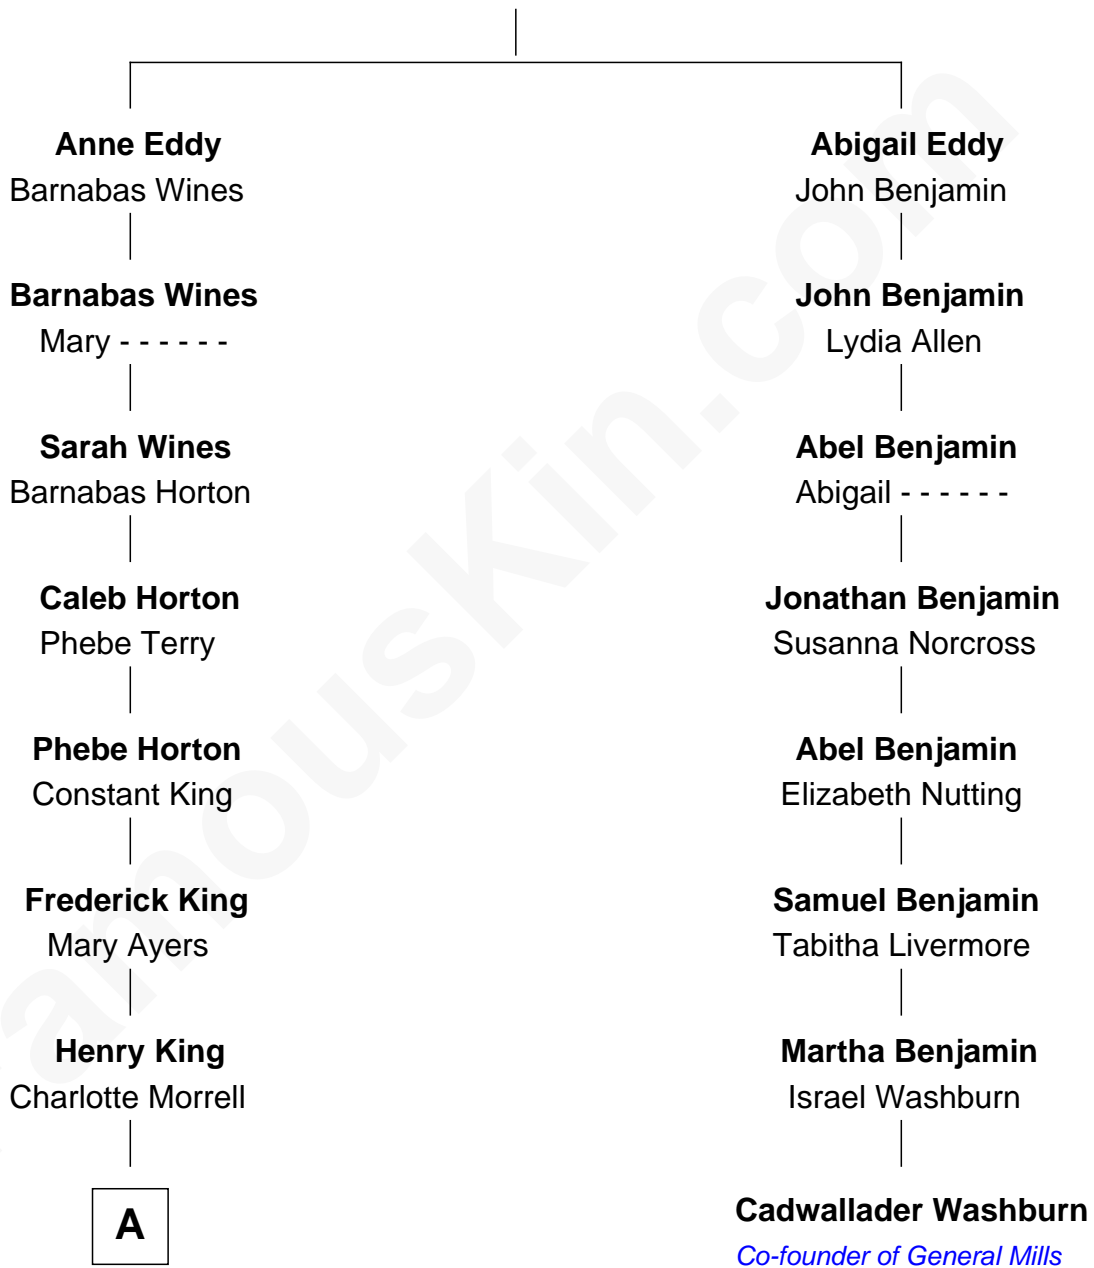 Anne Eddy
Barnabas Wines
Barnabas Wines
Mary - - - - - -
Sarah Wines
Barnabas Horton
Caleb Horton
Phebe Terry
Phebe Horton
Constant King
Frederick King
Mary Ayers
Henry King
Charlotte Morrell
A
Abigail Eddy
John Benjamin
John Benjamin
Lydia Allen
Abel Benjamin
Abigail - - - - - -
Jonathan Benjamin
Susanna Norcross
Abel Benjamin
Elizabeth Nutting
Samuel Benjamin
Tabitha Livermore
Martha Benjamin
Israel Washburn
Cadwallader Washburn
Co-founder of General Mills
amousKin.com